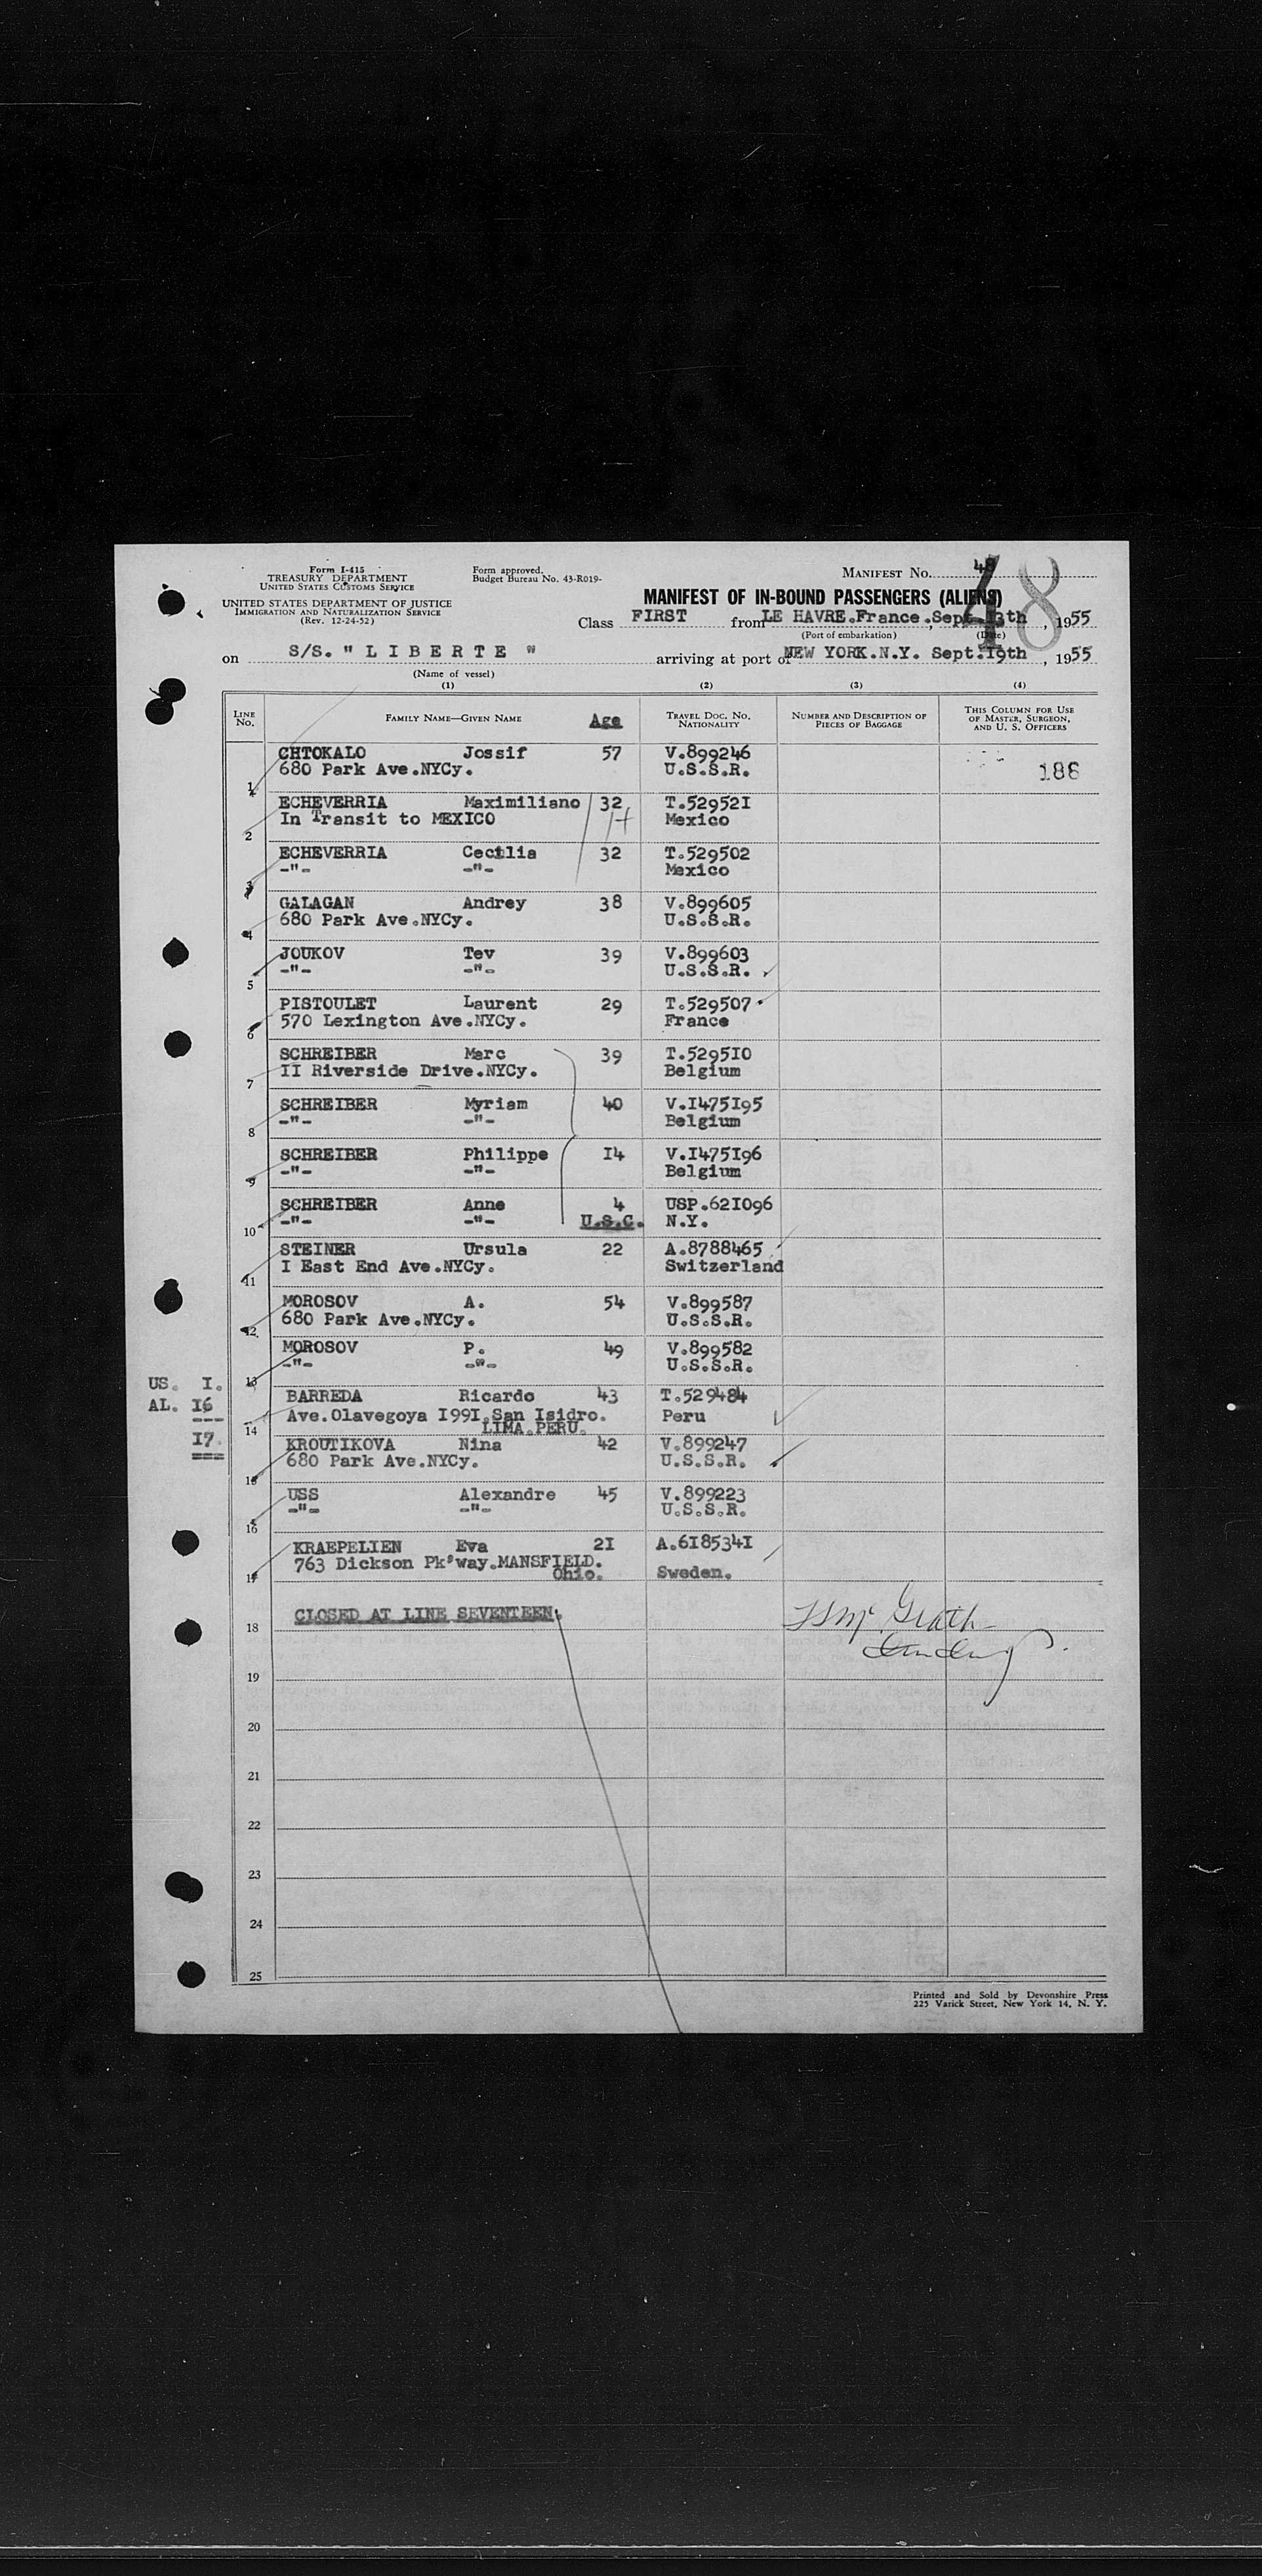 Form I-415
TREASURY DEPARTMENT
UNITED STATES CUSTOMS SERVICE
UNITED STATES DEPARTMENT OF JUSTICE
IMMIGRATION AND NATURALIZATION SERVICE
(Rev. 12-24-52)
Form approved.
Budget Bureau No. 43-R019-
MANIFEST No. 48
48
MANIFEST OF IN-BOUND PASSENGERS (ALIENS)
Class FIRST from LE HAVRE.France.,Sept.13th, 1955
(Port of embarkation) (Date)
on S/S. " L I B E R T E " arriving at port of NEW YORK.N.Y. Sept.19th, 1955
(Name of vessel)
(1) (2) (3) (4)
LINE No. FAMILY NAME—GIVEN NAME Age TRAVEL DOC. NO. NATIONALITY NUMBER AND DESCRIPTION OF PIECES OF BAGGAGE THIS COLUMN FOR USE OF MASTER, SURGEON, AND U. S. OFFICERS
CHTOKALO Jossif 57 V.899246
680 Park Ave.NYCy. U.S.S.R. 186
1
ECHEVERRIA Maximiliano 32 T.529521
In Transit to MEXICO Mexico
2
ECHEVERRIA Cecilia 32 T.529502
-"- -"- Mexico
3
GALAGAN Andrey 38 V.899605
680 Park Ave.NYCy. U.S.S.R.
4
JOUKOV Tev 39 V.899603
-"- -"- U.S.S.R.
5
PISTOULET Laurent 29 T.529507
570 Lexington Ave.NYCy. France
6
SCHREIBER Marc 39 T.5295I0
II Riverside Drive.NYCy. Belgium
7
SCHREIBER Myriam 40 V.I475I95
-"- -"- Belgium
8
SCHREIBER Philippe I4 V.I475I96
-"- -"- Belgium
9
SCHREIBER Anne 4 USP.62I096
-"- -"- U.S.C. N.Y.
10
STEINER Ursula 22 A.8788465
I East End Ave.NYCy. Switzerland
11
MOROSOV A. 54 V.899587
680 Park Ave.NYCy. U.S.S.R.
12
MOROSOV P. 49 V.899582
-"- -"- U.S.S.R.
13
US. I.
AL. I6
---
I7
===
BARREDA Ricardo 43 T.529484
Ave.Olavegoya I99I.San Isidro. Peru
LIMA.PERU.
14
KROUTIKOVA Nina 42 V.899247
680 Park Ave.NYCy. U.S.S.R.
15
USS Alexandre 45 V.899223
-"- -"- U.S.S.R.
16
KRAEPELIEN Eva 2I A.6I8534I
763 Dickson Pk'way.MANSFIELD.
Ohio. Sweden.
17
CLOSED AT LINE SEVENTEEN.
18
19
20
21
22
23
24
25
Printed and Sold by Devonshire Press
225 Varick Street, New York 14, N. Y.